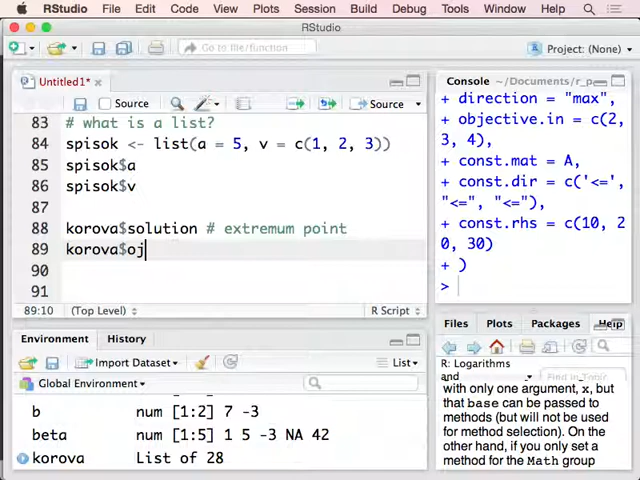 RStudio File Edit Code View Plots Session Build Debug Tools Window Help
RStudio
Go to file/function
Project: (None)
Untitled1*
Source
Source
83 # what is a list?
84 spisok <- list(a = 5, v = c(1, 2, 3))
85 spisok$a
86 spisok$v
87
88 korova$solution # extremum point
89 korova$oj
90
91
89:10 (Top Level) R Script
Environment History
Import Dataset
List
Global Environment
b num [1:2] 7 -3
beta num [1:5] 1 5 -3 NA 42
korova List of 28
Console ~/Documents/r_p
+ direction = "max",
+ objective.in = c(2,
3, 4),
+ const.mat = A,
+ const.dir = c('<=',
"<=", "<="),
+ const.rhs = c(10, 2
0, 30)
+ )
>
Files Plots Packages Help
R: Logarithms
and
Find in Topic
with only one argument, x, but
that base can be passed to
methods (but will not be used
for method selection). On the
other hand, if you only set a
method for the Math group